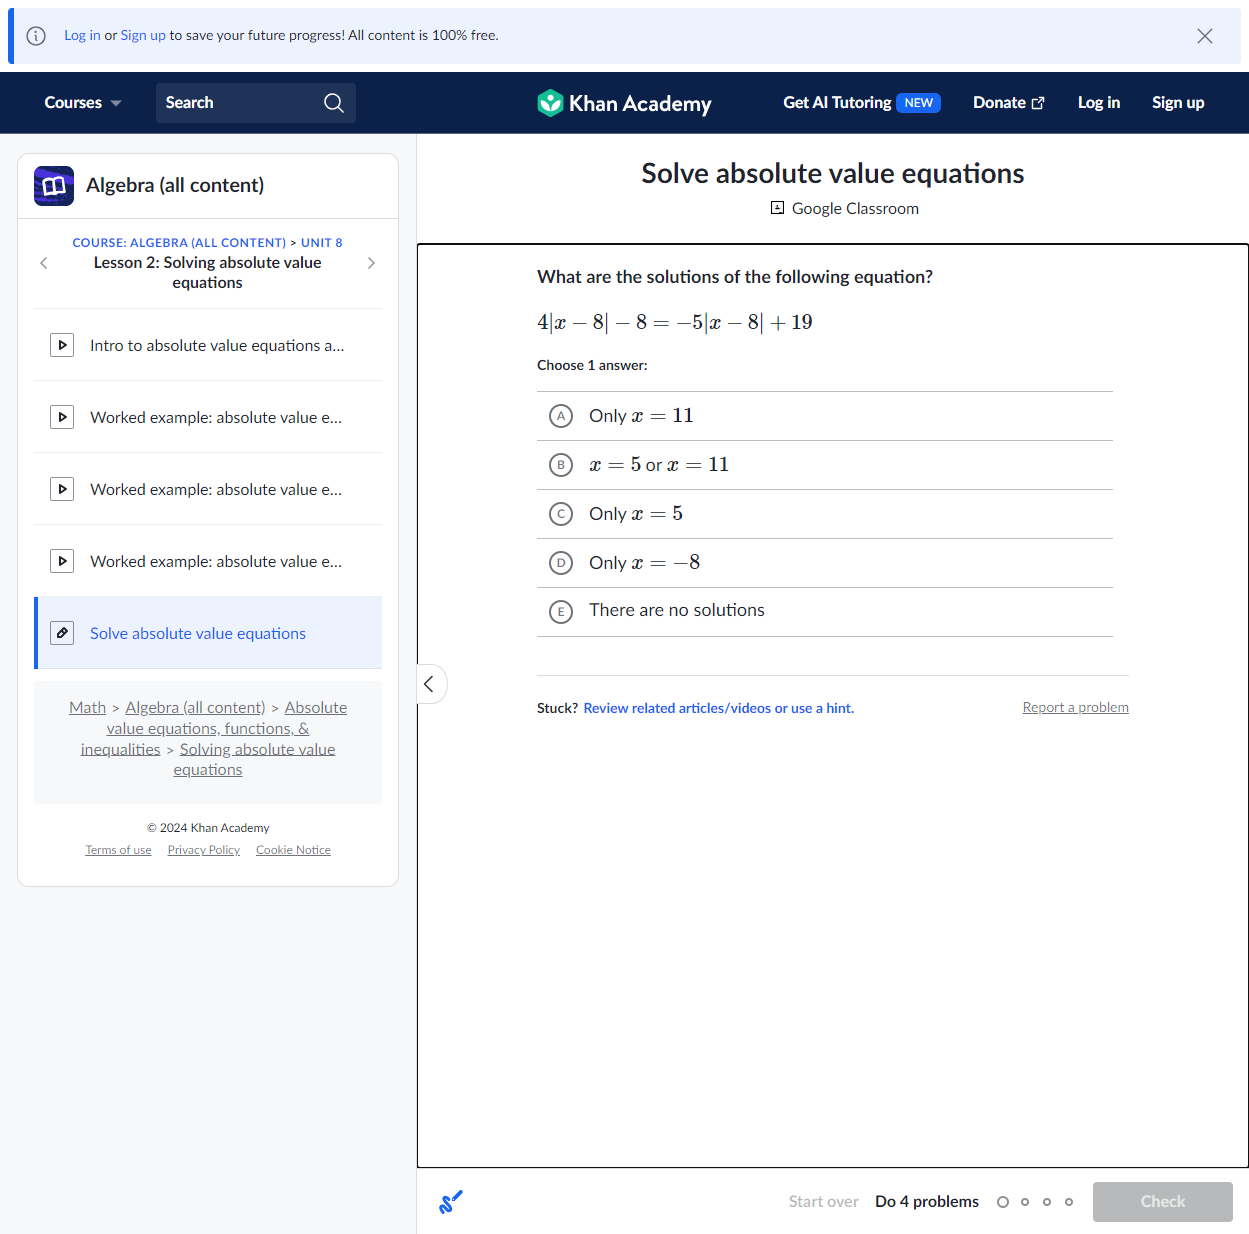 Log in or Sign up to save your future progress! All content is 100% free.
Courses
Search
Khan Academy
Get AI Tutoring NEW
Donate
Log in
Sign up
Algebra (all content)
COURSE: ALGEBRA (ALL CONTENT) > UNIT 8
Lesson 2: Solving absolute value
equations
Intro to absolute value equations a...
Worked example: absolute value e...
Worked example: absolute value e...
Worked example: absolute value e...
Solve absolute value equations
Math > Algebra (all content) > Absolute
value equations, functions, &
inequalities > Solving absolute value
equations
© 2024 Khan Academy
Terms of use Privacy Policy Cookie Notice
Solve absolute value equations
Google Classroom
What are the solutions of the following equation?
4|x − 8| − 8 = −5|x − 8| + 19
Choose 1 answer:
A Only x = 11
B x = 5 or x = 11
C Only x = 5
D Only x = −8
E There are no solutions
Stuck? Review related articles/videos or use a hint.
Report a problem
Start over
Do 4 problems
Check